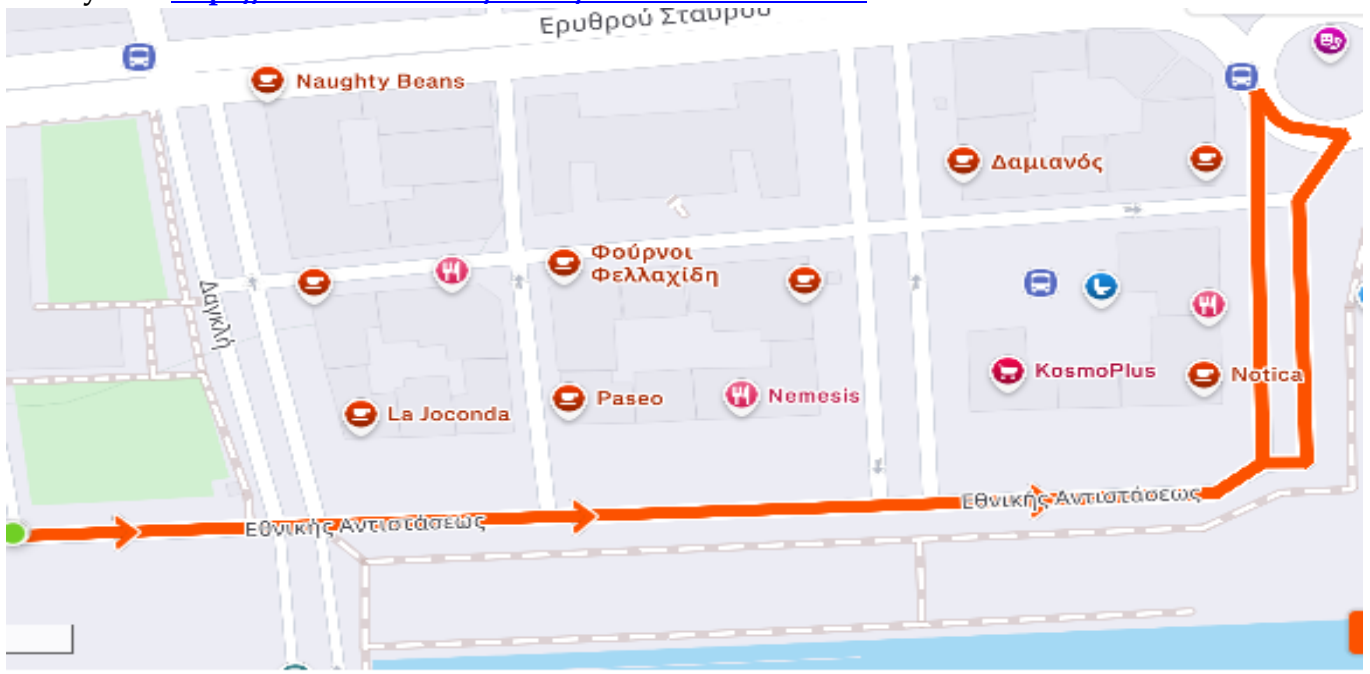 Ερυθρού Σταυρού
Naughty Beans
Δαμιανός
Φούρνοι
Φελλαχίδη
Δαγκλή
KosmoPlus
Notica
Paseo
Nemesis
La Joconda
Εθνικής Αντιστάσεως
Εθνικής Αντιστάσεως